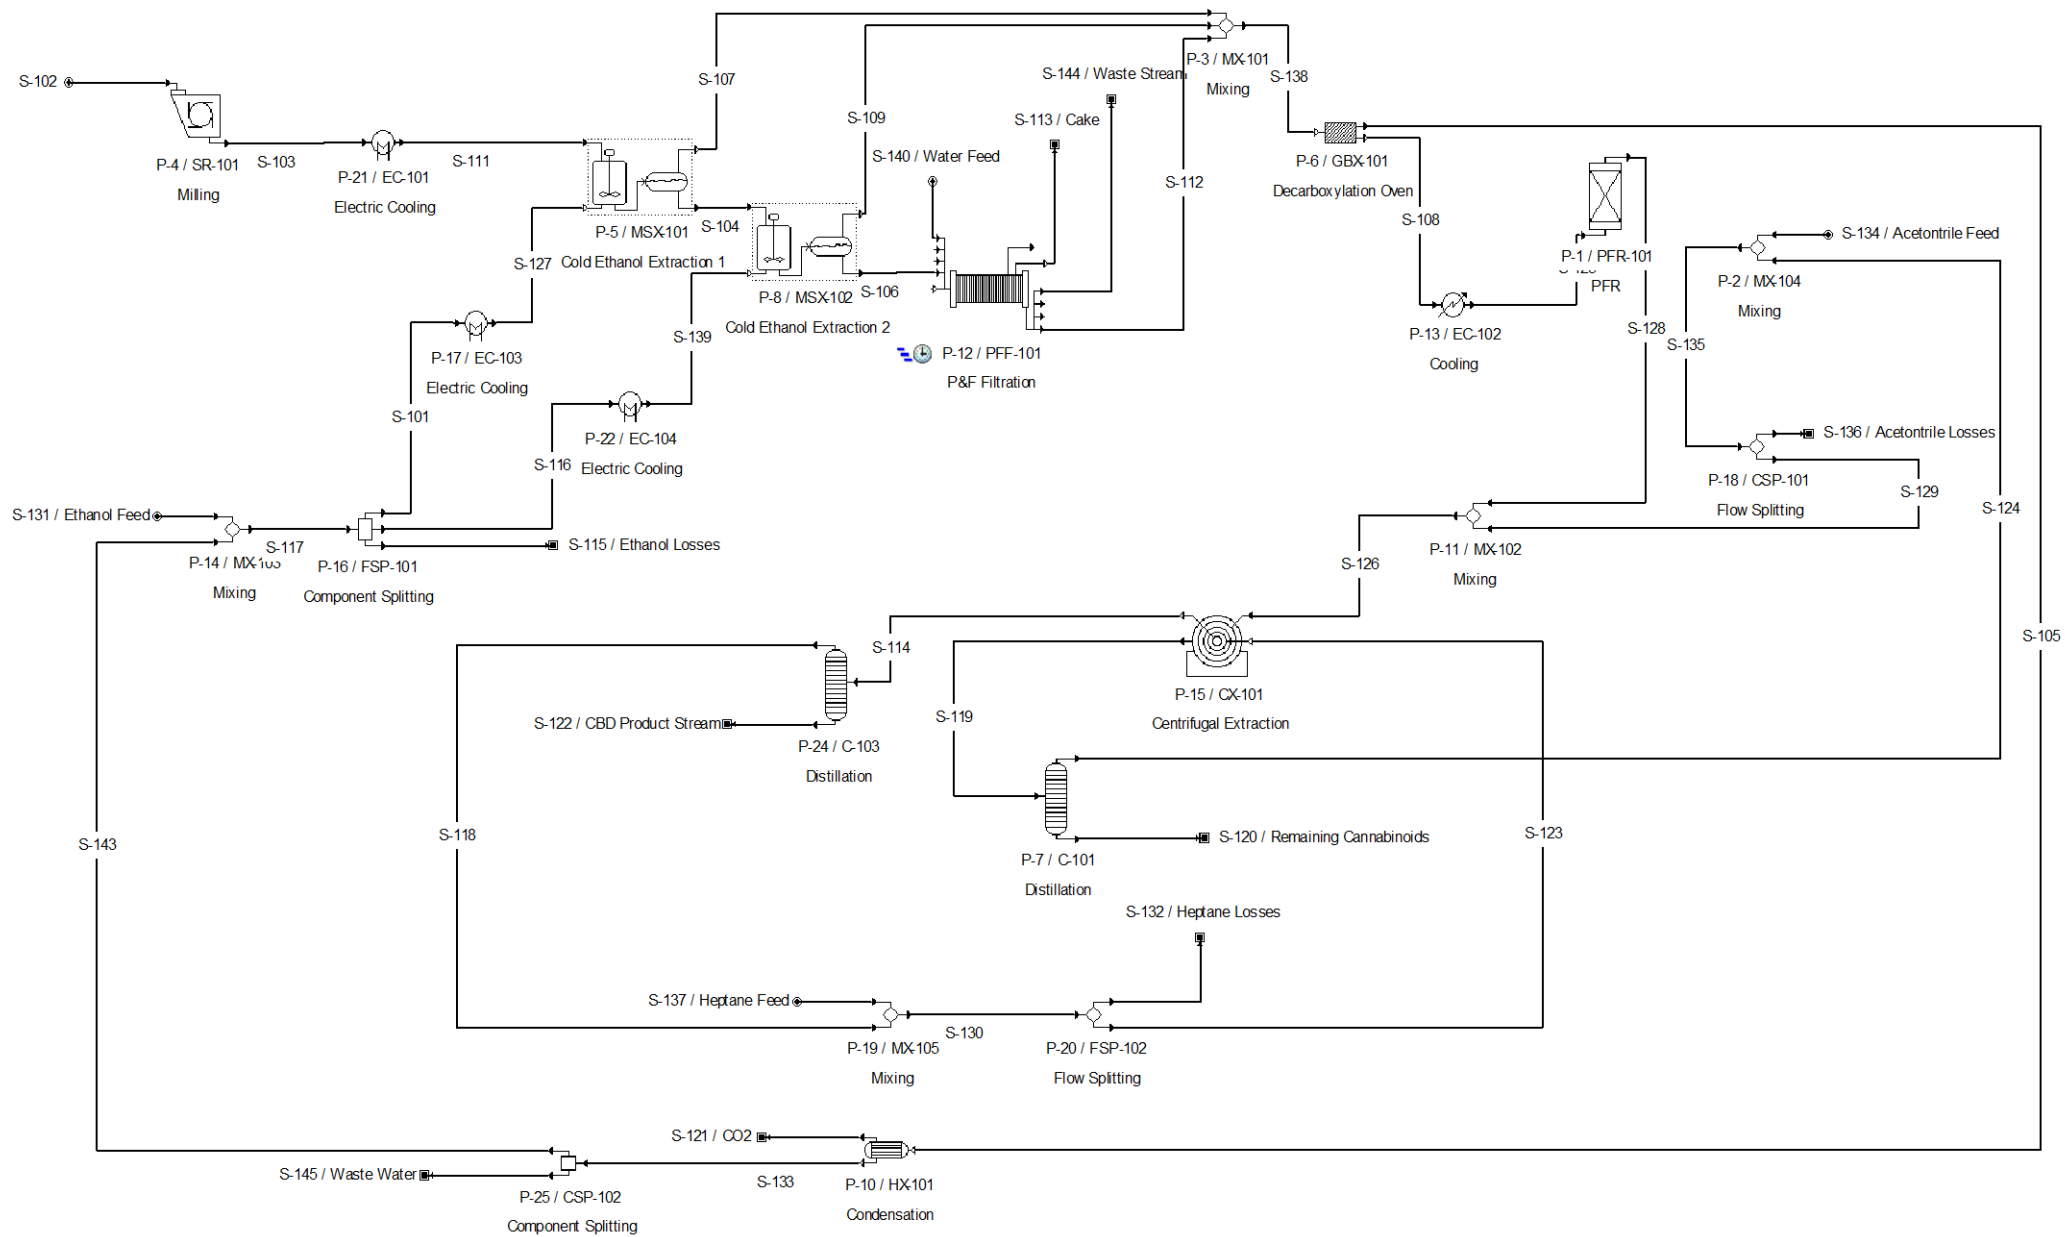 S-107
P-3 / MX-101
Mixing
S-138
S-144 / Waste Stream
S-102
P-4 / SR-101
Milling
S-103
P-21 / EC-101
Electric Cooling
S-111
S-109
S-113 / Cake
S-140 / Water Feed
S-112
P-6 / GBX-101
Decarboxylation Oven
P-5 / MSX-101
Cold Ethanol Extraction 1
S-104
S-127
P-8 / MSX-102
Cold Ethanol Extraction 2
S-106
S-108
P-1 / PFR-101
PFR
S-134 / Acetontrile Feed
P-2 / MX-104
Mixing
P-17 / EC-103
Electric Cooling
S-139
P-12 / PFF-101
P&F Filtration
P-13 / EC-102
Cooling
S-128
S-135
S-101
P-22 / EC-104
Electric Cooling
S-116
S-136 / Acetontrile Losses
P-18 / CSP-101
Flow Splitting
S-129
S-124
S-131 / Ethanol Feed
S-117
P-14 / MX-103
Mixing
P-16 / FSP-101
Component Splitting
S-115 / Ethanol Losses
P-11 / MX-102
Mixing
S-126
S-105
S-114
P-15 / CX-101
Centrifugal Extraction
S-119
S-122 / CBD Product Stream
P-24 / C-103
Distillation
S-118
S-143
S-120 / Remaining Cannabinoids
P-7 / C-101
Distillation
S-123
S-132 / Heptane Losses
S-137 / Heptane Feed
S-130
P-19 / MX-105
Mixing
P-20 / FSP-102
Flow Splitting
S-121 / CO2
S-145 / Waste Water
S-133
P-25 / CSP-102
Component Splitting
P-10 / HX-101
Condensation